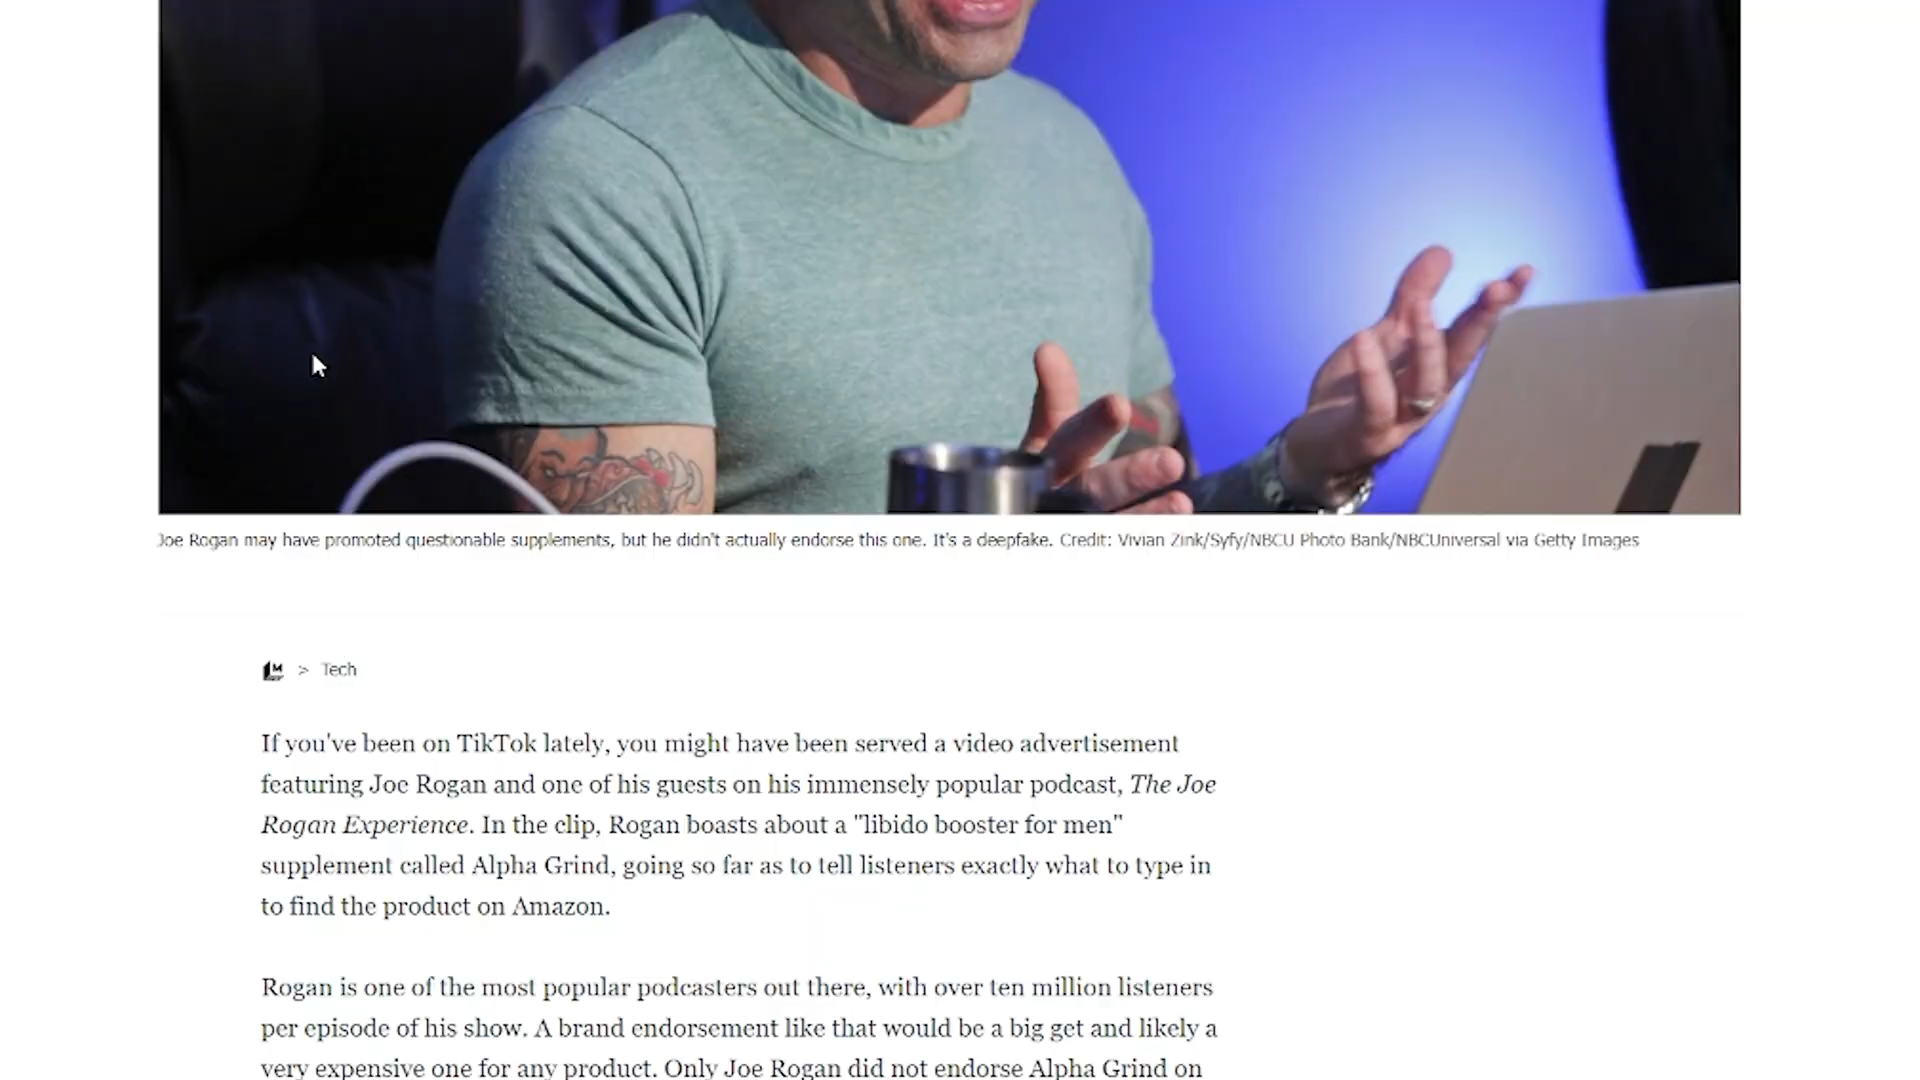 Joe Rogan may have promoted questionable supplements, but he didn't actually endorse this one. It's a deepfake. Credit: Vivian Zink/Syfy/NBCU Photo Bank/NBCUniversal via Getty Images
> Tech
If you've been on TikTok lately, you might have been served a video advertisement
featuring Joe Rogan and one of his guests on his immensely popular podcast, The Joe
Rogan Experience. In the clip, Rogan boasts about a "libido booster for men"
supplement called Alpha Grind, going so far as to tell listeners exactly what to type in
to find the product on Amazon.
Rogan is one of the most popular podcasters out there, with over ten million listeners
per episode of his show. A brand endorsement like that would be a big get and likely a
very expensive one for any product. Only Joe Rogan did not endorse Alpha Grind on